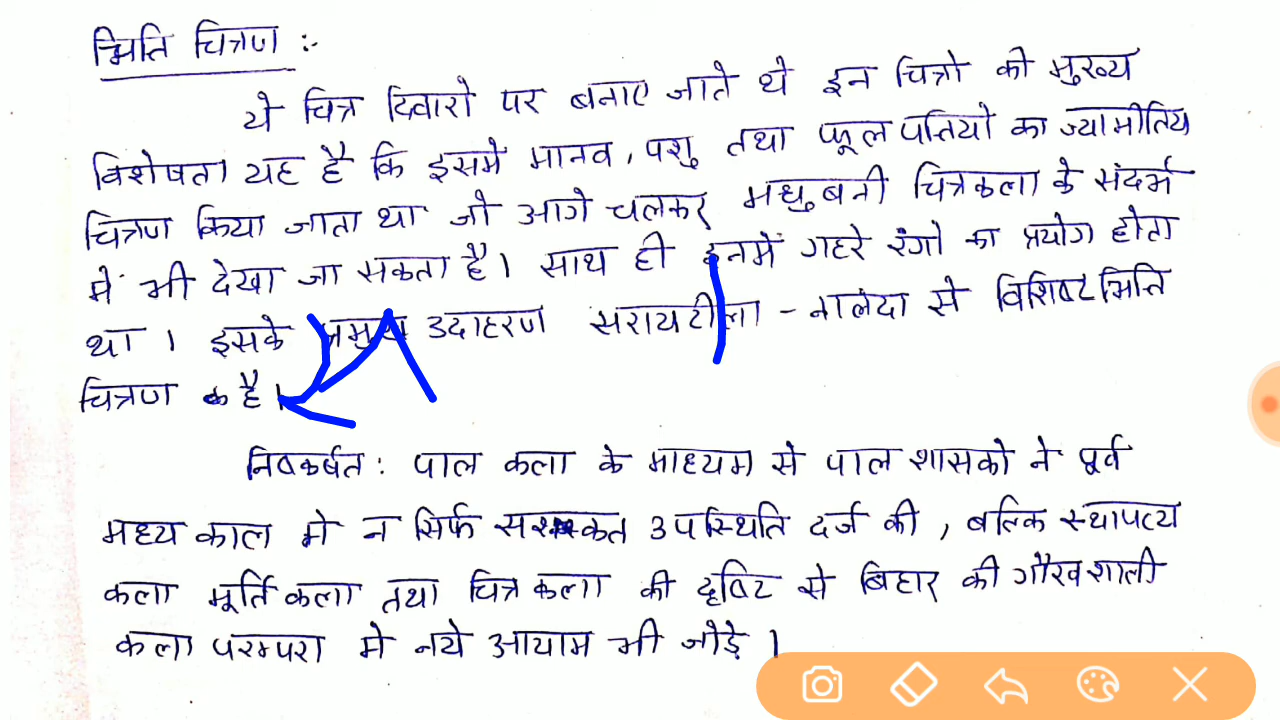 भित्ति चित्रण :-
ये चित्र दिवारो पर बनाए जाते थे इन चित्रो की मुख्य
विशेषता यह है कि इसमे मानव, पशु तथा फूल पत्तियो का ज्यामीतिय
चित्रण किया जाता था जो आगे चलकर मधुबनी चित्रकला के संदर्भ
में भी देखा जा सकता है। साथ ही इनमें गहरे रंगो का प्रयोग होता
था । इसके प्रमुख उदाहरण सरायटीला - नालंदा से विशिष्ट भित्ति
चित्रण है।
निष्कर्षत: पाल कला के माध्यम से पाल शासको ने पूर्व
मध्य काल मे न सिर्फ सशक्त उपस्थिति दर्ज की , बल्कि स्थापत्य
कला मूर्ति कला तथा चित्र कला की दृष्टि से बिहार की गौरवशाली
कला परम्परा मे नये आयाम भी जोड़े ।